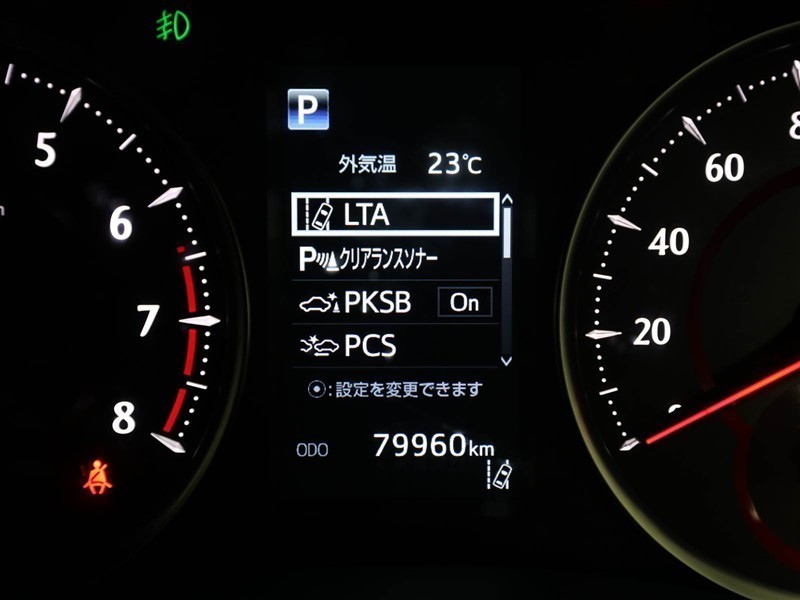 P
外気温 23℃
LTA
P クリアランスソナー
PKSB On
PCS
:設定を変更できます
ODO 79960km
5
6
7
8
60
40
20
0